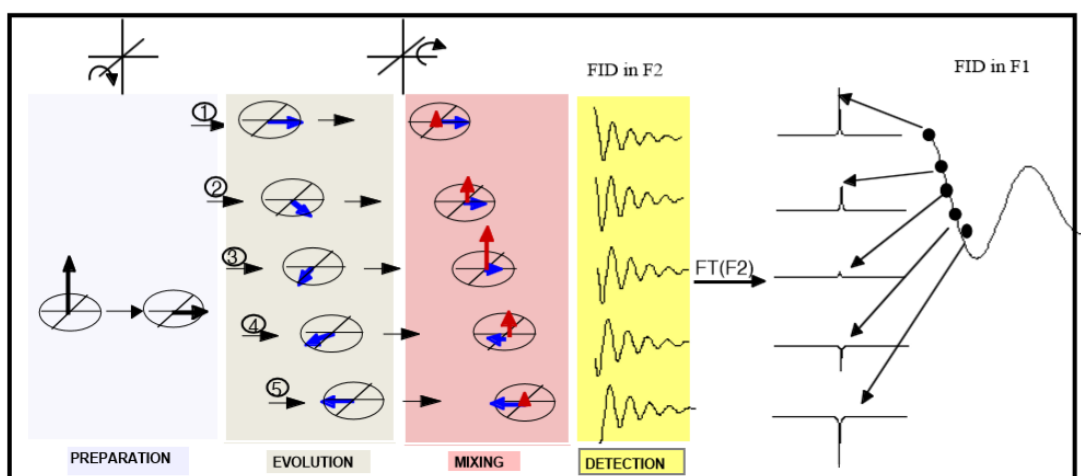 FID in F2
FID in F1
1
2
3
4
5
FT(F2)
PREPARATION
EVOLUTION
MIXING
DETECTION